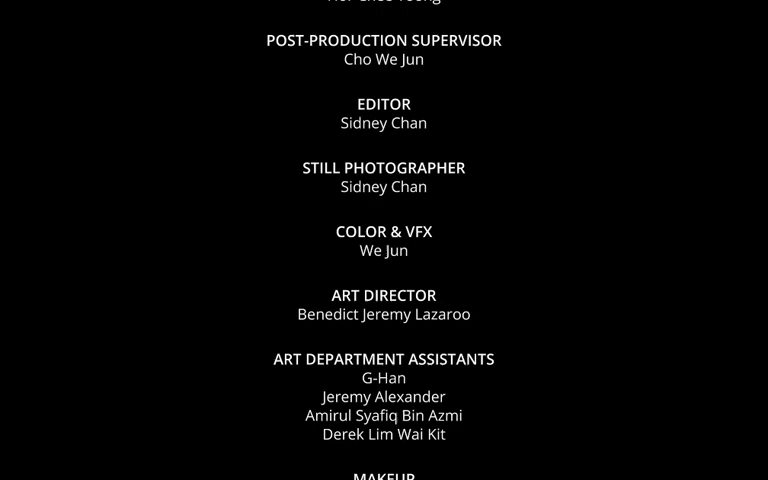 POST-PRODUCTION SUPERVISOR
Cho We Jun
EDITOR
Sidney Chan
STILL PHOTOGRAPHER
Sidney Chan
COLOR & VFX
We Jun
ART DIRECTOR
Benedict Jeremy Lazaroo
ART DEPARTMENT ASSISTANTS
G-Han
Jeremy Alexander
Amirul Syafiq Bin Azmi
Derek Lim Wai Kit
MAKEUP